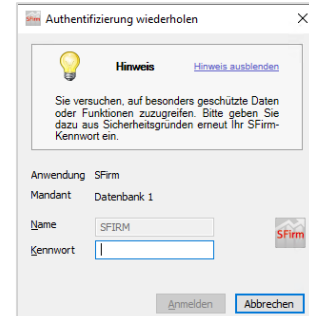 SFirm Authentifizierung wiederholen
Hinweis Hinweis ausblenden
Sie versuchen, auf besonders geschützte Daten
oder Funktionen zuzugreifen. Bitte geben Sie
dazu aus Sicherheitsgründen erneut Ihr SFirm-
Kennwort ein.
Anwendung SFirm
Mandant Datenbank 1
Name SFIRM
SFirm
Kennwort
Anmelden Abbrechen